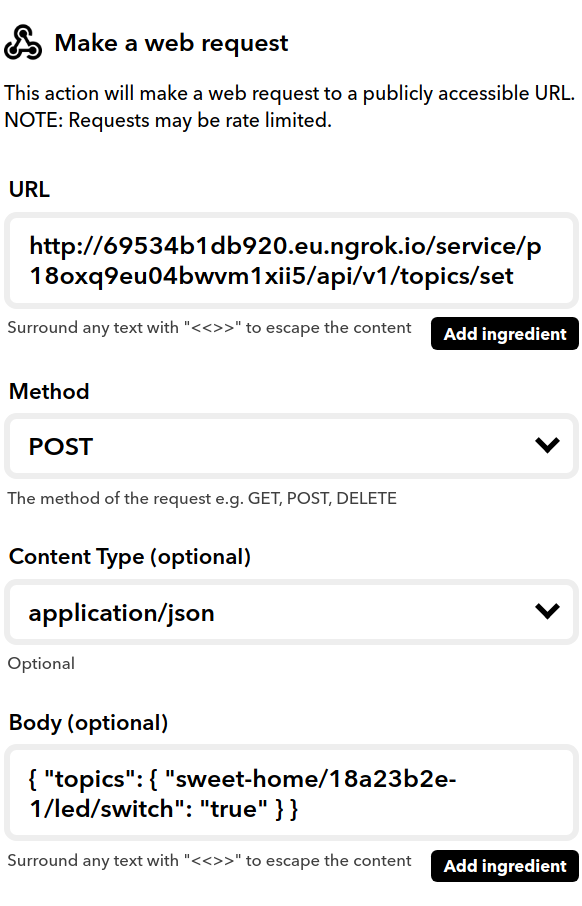 Make a web request
This action will make a web request to a publicly accessible URL.
NOTE: Requests may be rate limited.
URL
http://69534b1db920.eu.ngrok.io/service/p
18oxq9eu04bwvm1xii5/api/v1/topics/set
Surround any text with "<<>>" to escape the content
Add ingredient
Method
POST
The method of the request e.g. GET, POST, DELETE
Content Type (optional)
application/json
Optional
Body (optional)
{ "topics": { "sweet-home/18a23b2e-
1/led/switch": "true" } }
Surround any text with "<<>>" to escape the content
Add ingredient